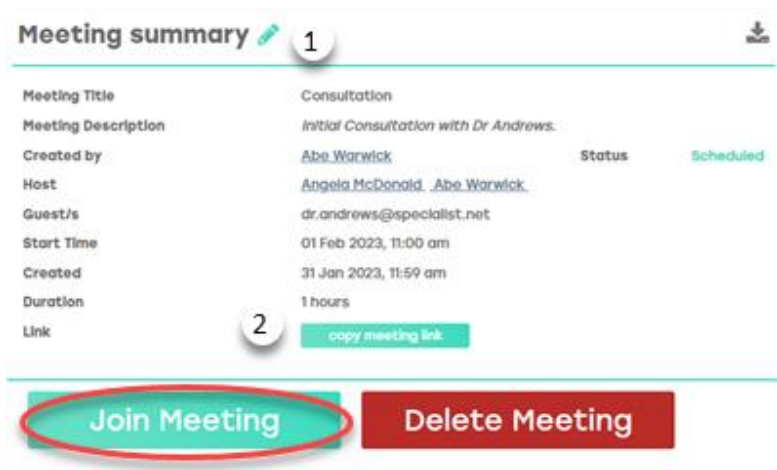 Meeting summary 1
Meeting Title Consultation
Meeting Description Initial Consultation with Dr Andrews.
Created by Abe Warwick Status Scheduled
Host Angela McDonald Abe Warwick
Guest/s dr.andrews@specialist.net
Start Time 01 Feb 2023, 11:00 am
Created 31 Jan 2023, 11:59 am
Duration 1 hours
Link 2 copy meeting link
Join Meeting Delete Meeting